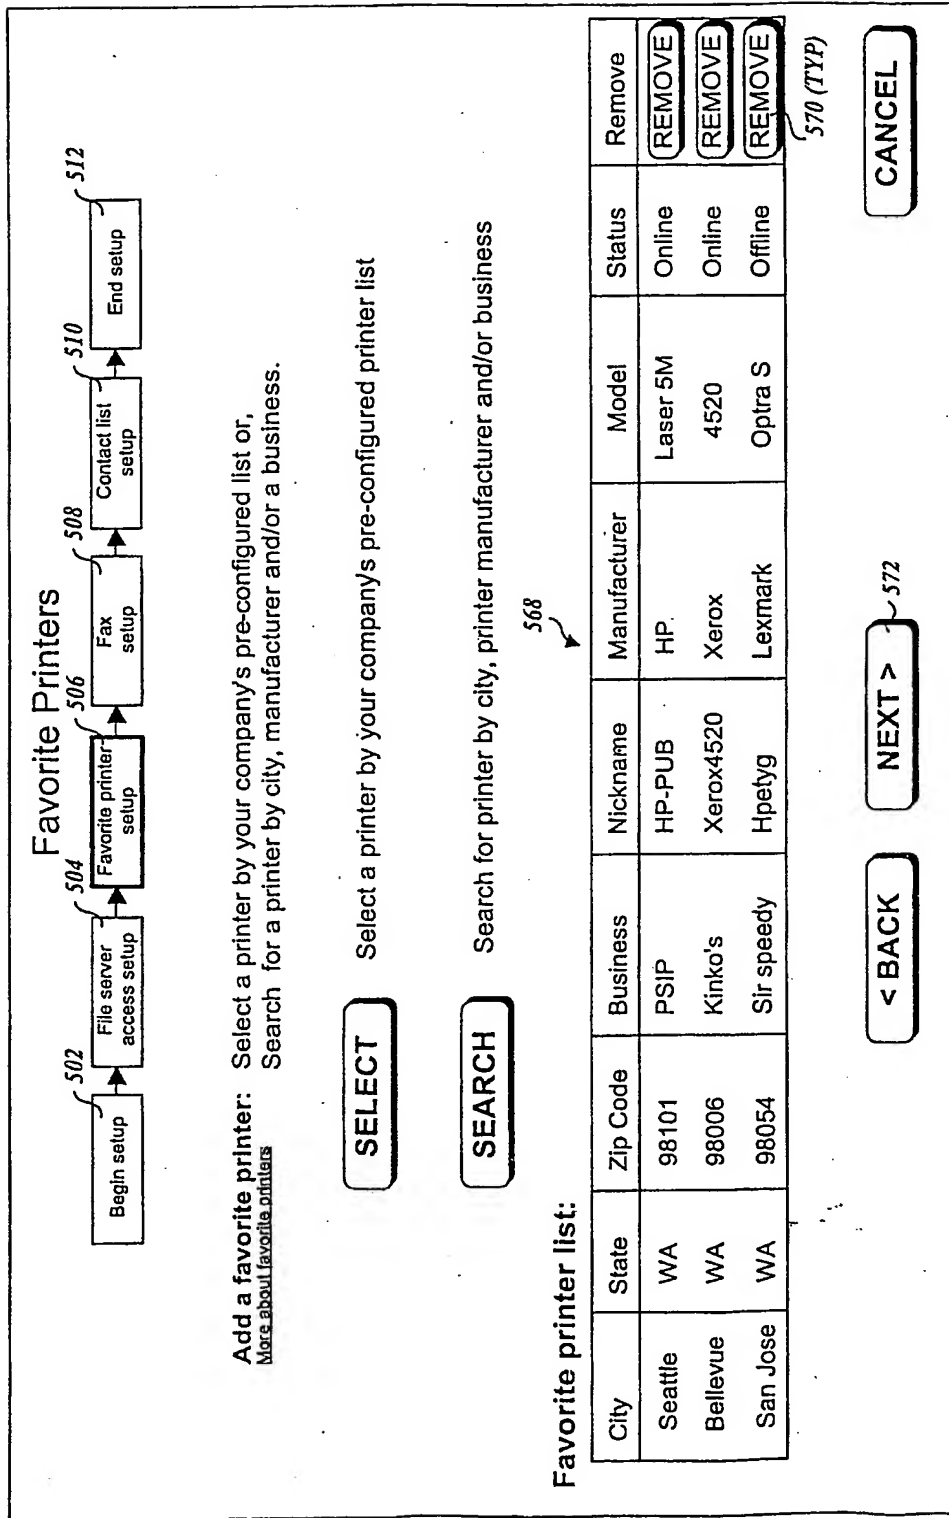 Favorite Printers
502 504 506 508 510 512
Begin setup
File server access setup
Favorite printer setup
Fax setup
Contact list setup
End setup
Add a favorite printer: Select a printer by your company's pre-configured list or,
More about favorite printers Search for a printer by city, manufacturer and/or a business.
SELECT Select a printer by your company's pre-configured printer list
SEARCH Search for printer by city, printer manufacturer and/or business
568
Favorite printer list:
City State Zip Code Business Nickname Manufacturer Model Status Remove
Seattle WA 98101 PSIP HP-PUB HP. Laser 5M Online REMOVE
Bellevue WA 98006 Kinko's Xerox4520 Xerox 4520 Online REMOVE
San Jose WA 98054 Sir speedy Hpetyg Lexmark Optra S Offline REMOVE
570 (TYP)
< BACK NEXT > 572 CANCEL